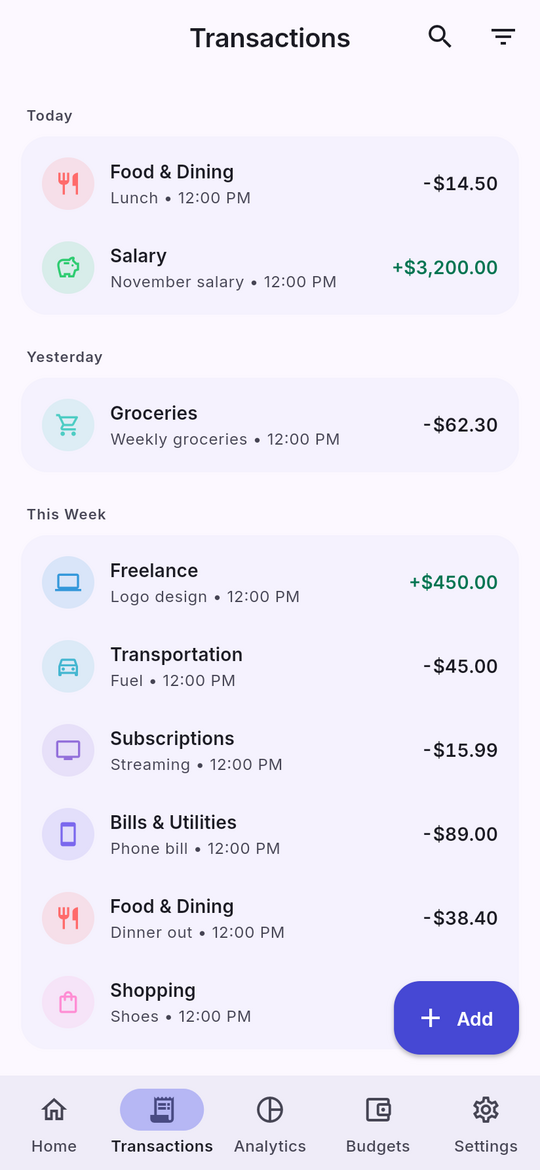 Transactions
Today
Food & Dining
Lunch • 12:00 PM
-$14.50
Salary
November salary • 12:00 PM
+$3,200.00
Yesterday
Groceries
Weekly groceries • 12:00 PM
-$62.30
This Week
Freelance
Logo design • 12:00 PM
+$450.00
Transportation
Fuel • 12:00 PM
-$45.00
Subscriptions
Streaming • 12:00 PM
-$15.99
Bills & Utilities
Phone bill • 12:00 PM
-$89.00
Food & Dining
Dinner out • 12:00 PM
-$38.40
Shopping
Shoes • 12:00 PM
+ Add
Home
Transactions
Analytics
Budgets
Settings